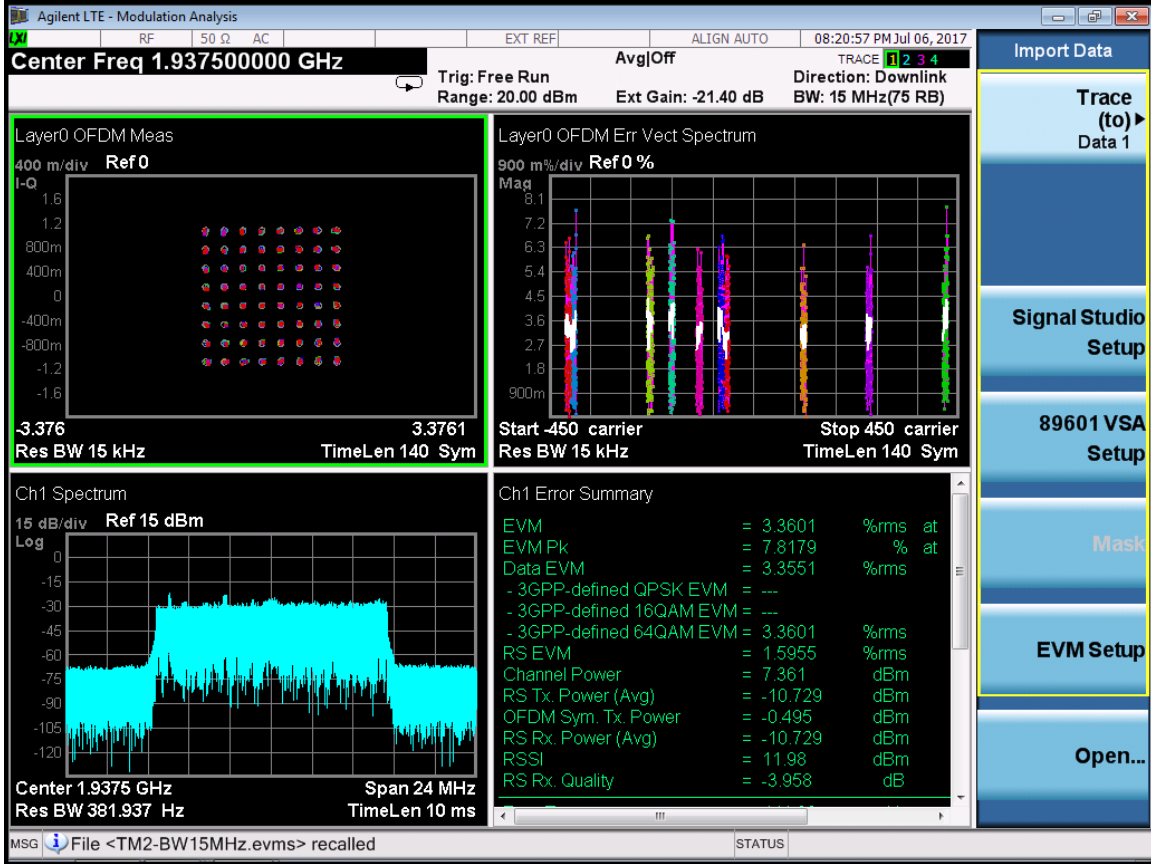 Agilent LTE - Modulation Analysis
LXI RF 50 Ω AC EXT REF ALIGN AUTO 08:20:57 PM Jul 06, 2017
Center Freq 1.937500000 GHz Avg|Off TRACE 1 2 3 4
Trig: Free Run Direction: Downlink
Range: 20.00 dBm Ext Gain: -21.40 dB BW: 15 MHz(75 RB)
Layer0 OFDM Meas
400 m/div Ref 0
I-Q
1.6
1.2
800m
400m
0
-400m
-800m
-1.2
-1.6
-3.376 3.3761
Res BW 15 kHz TimeLen 140 Sym
Layer0 OFDM Err Vect Spectrum
900 m%/div Ref 0 %
Mag
8.1
7.2
6.3
5.4
4.5
3.6
2.7
1.8
900m
Start -450 carrier Stop 450 carrier
Res BW 15 kHz TimeLen 140 Sym
Ch1 Spectrum
15 dB/div Ref 15 dBm
Log
0
-15
-30
-45
-60
-75
-90
-105
-120
Center 1.9375 GHz Span 24 MHz
Res BW 381.937 Hz TimeLen 10 ms
Ch1 Error Summary
EVM = 3.3601 %rms at
EVM Pk = 7.8179 % at
Data EVM = 3.3551 %rms
- 3GPP-defined QPSK EVM = ---
- 3GPP-defined 16QAM EVM = ---
- 3GPP-defined 64QAM EVM = 3.3601 %rms
RS EVM = 1.5955 %rms
Channel Power = 7.361 dBm
RS Tx. Power (Avg) = -10.729 dBm
OFDM Sym. Tx. Power = -0.495 dBm
RS Rx. Power (Avg) = -10.729 dBm
RSSI = 11.98 dBm
RS Rx. Quality = -3.958 dB
Import Data
Trace
(to)
Data 1
Signal Studio
Setup
89601 VSA
Setup
Mask
EVM Setup
Open...
MSG File <TM2-BW15MHz.evms> recalled STATUS